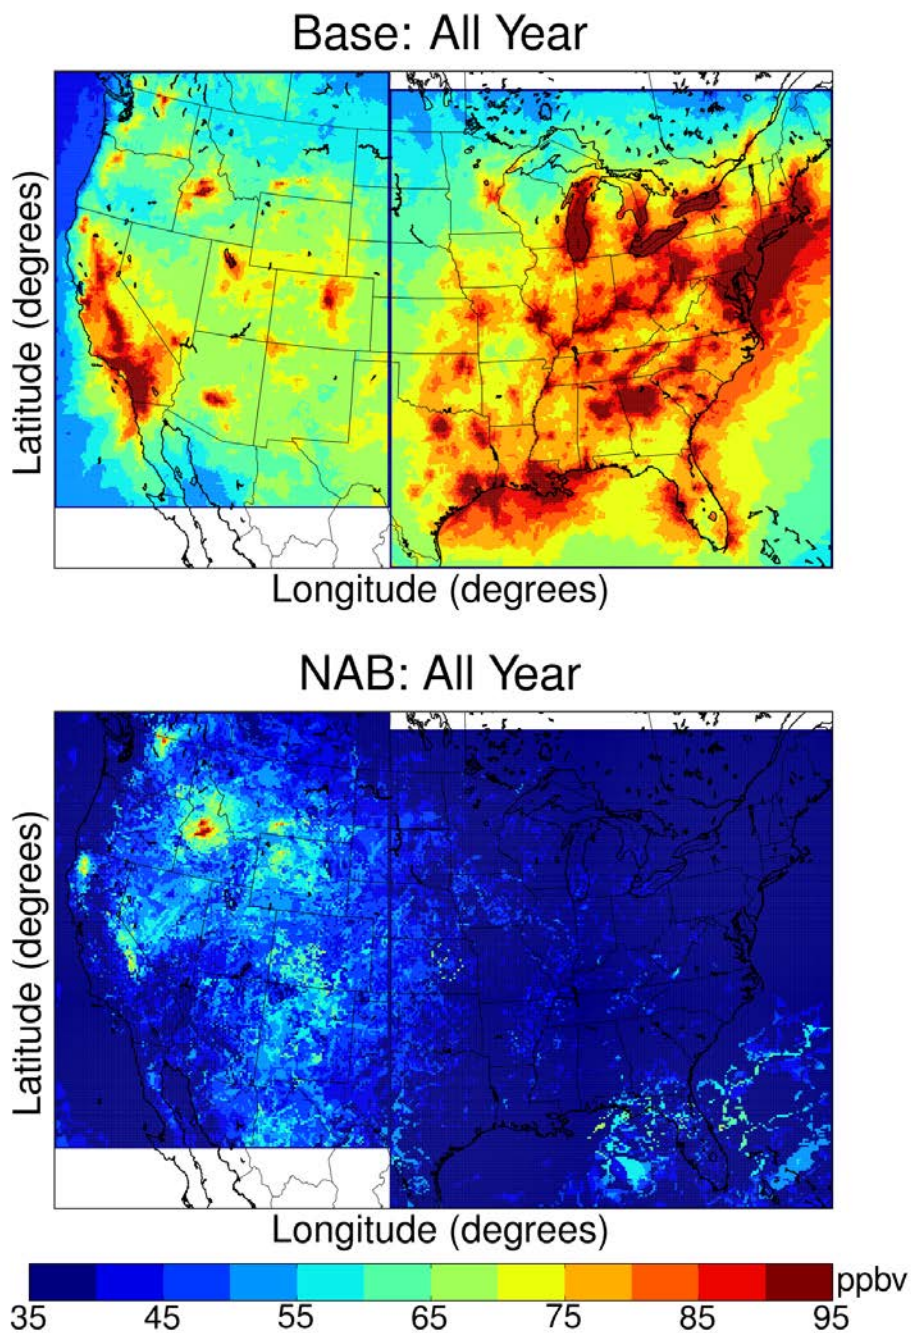 Base: All Year
Latitude (degrees)
Longitude (degrees)
NAB: All Year
Latitude (degrees)
Longitude (degrees)
ppbv
35 45 55 65 75 85 95